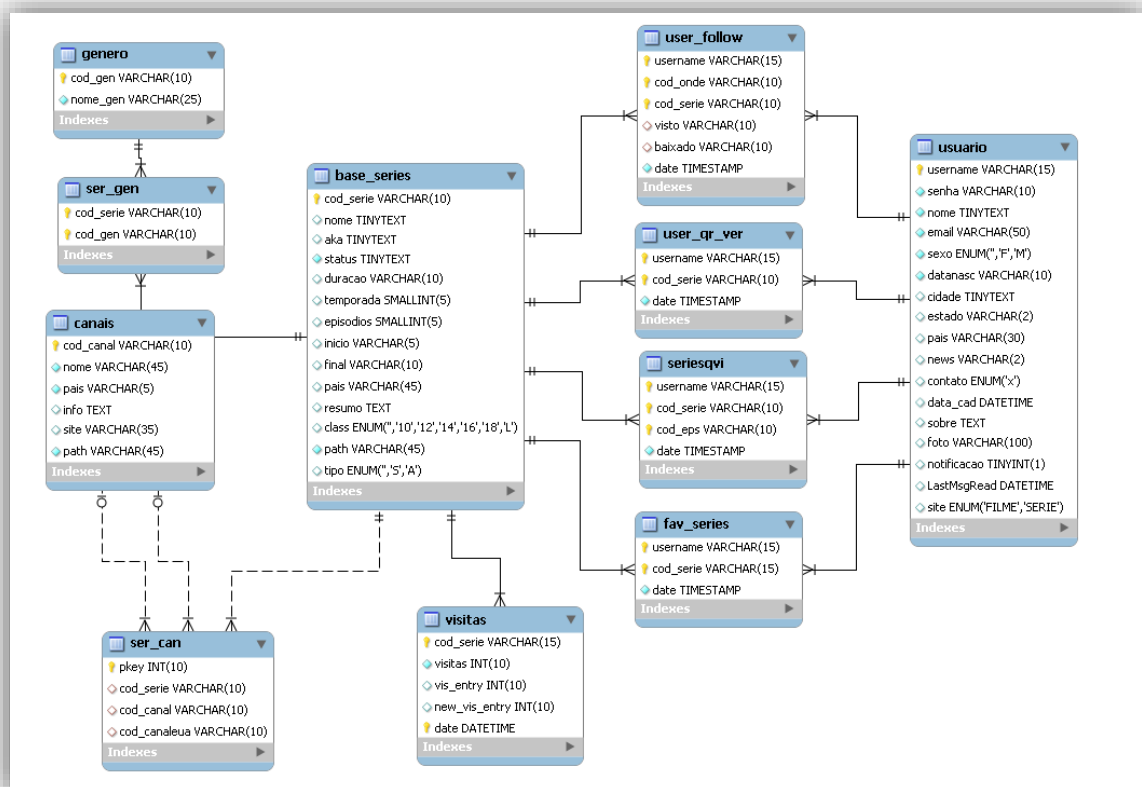 genero
cod_gen VARCHAR(10)
nome_gen VARCHAR(25)
Indexes
ser_gen
cod_serie VARCHAR(10)
cod_gen VARCHAR(10)
Indexes
canais
cod_canal VARCHAR(10)
nome VARCHAR(45)
pais VARCHAR(5)
info TEXT
site VARCHAR(35)
path VARCHAR(45)
Indexes
ser_can
pkey INT(10)
cod_serie VARCHAR(10)
cod_canal VARCHAR(10)
cod_canaleua VARCHAR(10)
Indexes
base_series
cod_serie VARCHAR(10)
nome TINYTEXT
aka TINYTEXT
status TINYTEXT
duracao VARCHAR(10)
temporada SMALLINT(5)
episodios SMALLINT(5)
inicio VARCHAR(5)
final VARCHAR(10)
pais VARCHAR(45)
resumo TEXT
class ENUM('','10','12','14','16','18','L')
path VARCHAR(45)
tipo ENUM('','S','A')
Indexes
visitas
cod_serie VARCHAR(15)
visitas INT(10)
vis_entry INT(10)
new_vis_entry INT(10)
date DATETIME
Indexes
user_follow
username VARCHAR(15)
cod_onde VARCHAR(10)
cod_serie VARCHAR(10)
visto VARCHAR(10)
baixado VARCHAR(10)
date TIMESTAMP
Indexes
user_qr_ver
username VARCHAR(15)
cod_serie VARCHAR(10)
date TIMESTAMP
Indexes
seriesqvi
username VARCHAR(15)
cod_serie VARCHAR(10)
cod_eps VARCHAR(10)
date TIMESTAMP
Indexes
fav_series
username VARCHAR(15)
cod_serie VARCHAR(15)
date TIMESTAMP
Indexes
usuario
username VARCHAR(15)
senha VARCHAR(10)
nome TINYTEXT
email VARCHAR(50)
sexo ENUM('','F','M')
datanasc VARCHAR(10)
cidade TINYTEXT
estado VARCHAR(2)
pais VARCHAR(30)
news VARCHAR(2)
contato ENUM('x')
data_cad DATETIME
sobre TEXT
foto VARCHAR(100)
notificacao TINYINT(1)
LastMsgRead DATETIME
site ENUM('FILME','SERIE')
Indexes